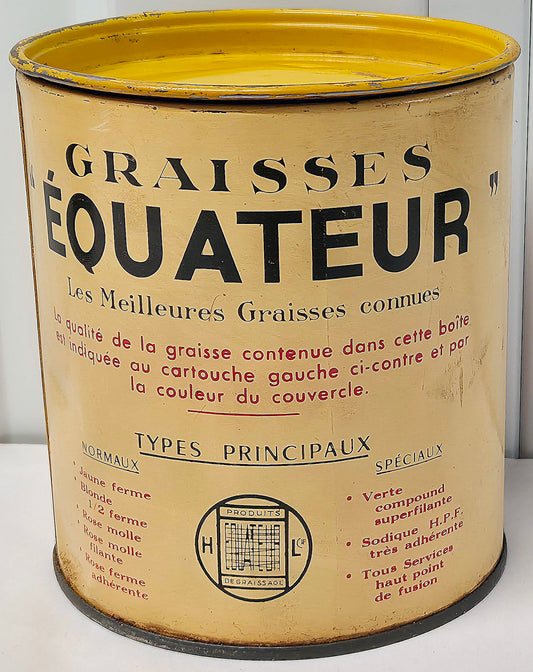 GRAISSES
"ÉQUATEUR"
Les Meilleures Graisses connues
La qualité de la graisse contenue dans cette boîte
est indiquée au cartouche gauche ci-contre et par
la couleur du couvercle.
TYPES PRINCIPAUX
NORMAUX
• Jaune ferme
• Blonde
1/2 ferme
• Rose molle
• Rose molle
filante
• Rose ferme
adhérente
PRODUITS
EQUATEUR
H L
DEGRAISSAOL
SPÉCIAUX
• Verte
compound
superfilante
• Sodique H.P.F.
très adhérente
• Tous Services
haut point
de fusion